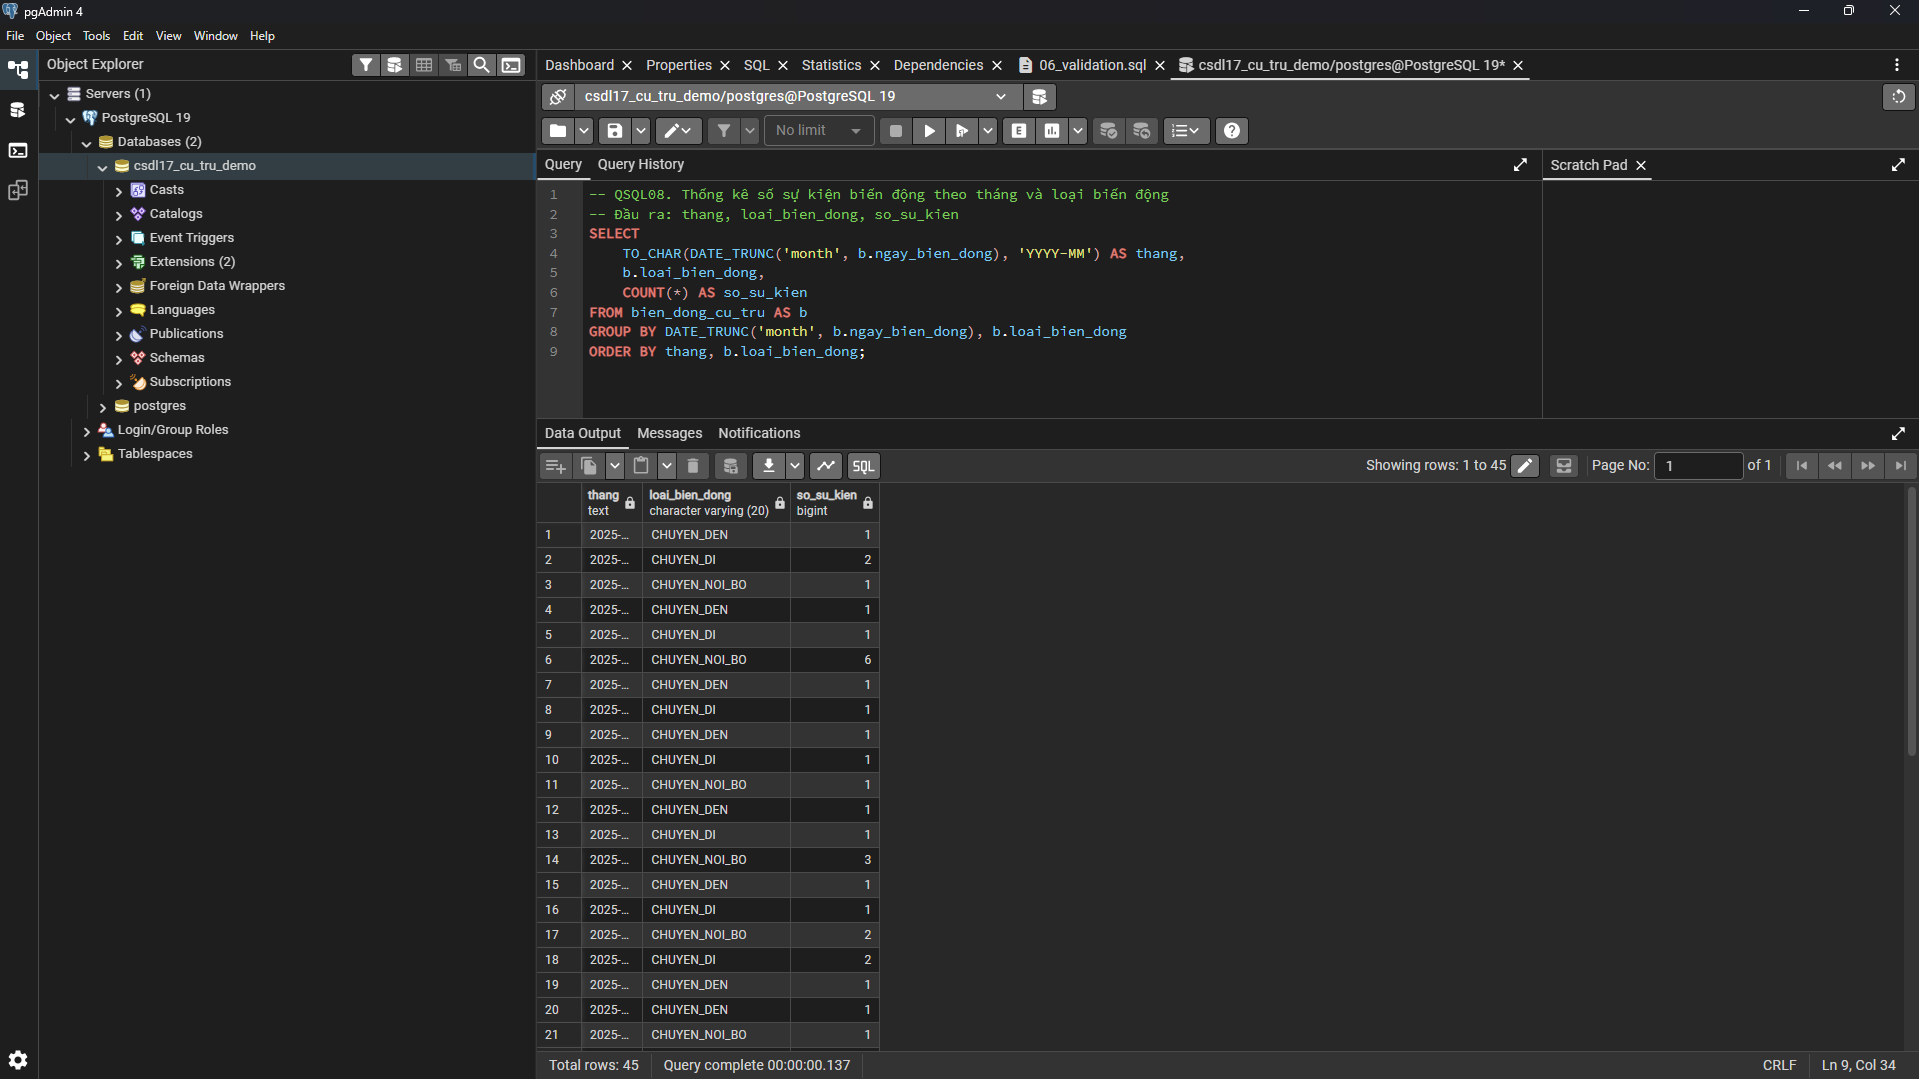 pgAdmin 4
File Object Tools Edit View Window Help
Object Explorer
Servers (1)
PostgreSQL 19
Databases (2)
csdl17_cu_tru_demo
Casts
Catalogs
Event Triggers
Extensions (2)
Foreign Data Wrappers
Languages
Publications
Schemas
Subscriptions
postgres
Login/Group Roles
Tablespaces
Dashboard Properties SQL Statistics Dependencies 06_validation.sql csdl17_cu_tru_demo/postgres@PostgreSQL 19*
csdl17_cu_tru_demo/postgres@PostgreSQL 19
No limit
E
Query Query History
Scratch Pad
1 -- QSQL08. Thống kê số sự kiện biến động theo tháng và loại biến động
2 -- Đầu ra: thang, loai_bien_dong, so_su_kien
3 SELECT
4 TO_CHAR(DATE_TRUNC('month', b.ngay_bien_dong), 'YYYY-MM') AS thang,
5 b.loai_bien_dong,
6 COUNT(*) AS so_su_kien
7 FROM bien_dong_cu_tru AS b
8 GROUP BY DATE_TRUNC('month', b.ngay_bien_dong), b.loai_bien_dong
9 ORDER BY thang, b.loai_bien_dong;
Data Output Messages Notifications
SQL Showing rows: 1 to 45 Page No: 1 of 1
thang loai_bien_dong so_su_kien
text character varying (20) bigint
1 2025-... CHUYEN_DEN 1
2 2025-... CHUYEN_DI 2
3 2025-... CHUYEN_NOI_BO 1
4 2025-... CHUYEN_DEN 1
5 2025-... CHUYEN_DI 1
6 2025-... CHUYEN_NOI_BO 6
7 2025-... CHUYEN_DEN 1
8 2025-... CHUYEN_DI 1
9 2025-... CHUYEN_DEN 1
10 2025-... CHUYEN_DI 1
11 2025-... CHUYEN_NOI_BO 1
12 2025-... CHUYEN_DEN 1
13 2025-... CHUYEN_DI 1
14 2025-... CHUYEN_NOI_BO 3
15 2025-... CHUYEN_DEN 1
16 2025-... CHUYEN_DI 1
17 2025-... CHUYEN_NOI_BO 2
18 2025-... CHUYEN_DI 2
19 2025-... CHUYEN_DEN 1
20 2025-... CHUYEN_DEN 1
21 2025-... CHUYEN_NOI_BO 1
Total rows: 45 Query complete 00:00:00.137 CRLF Ln 9, Col 34